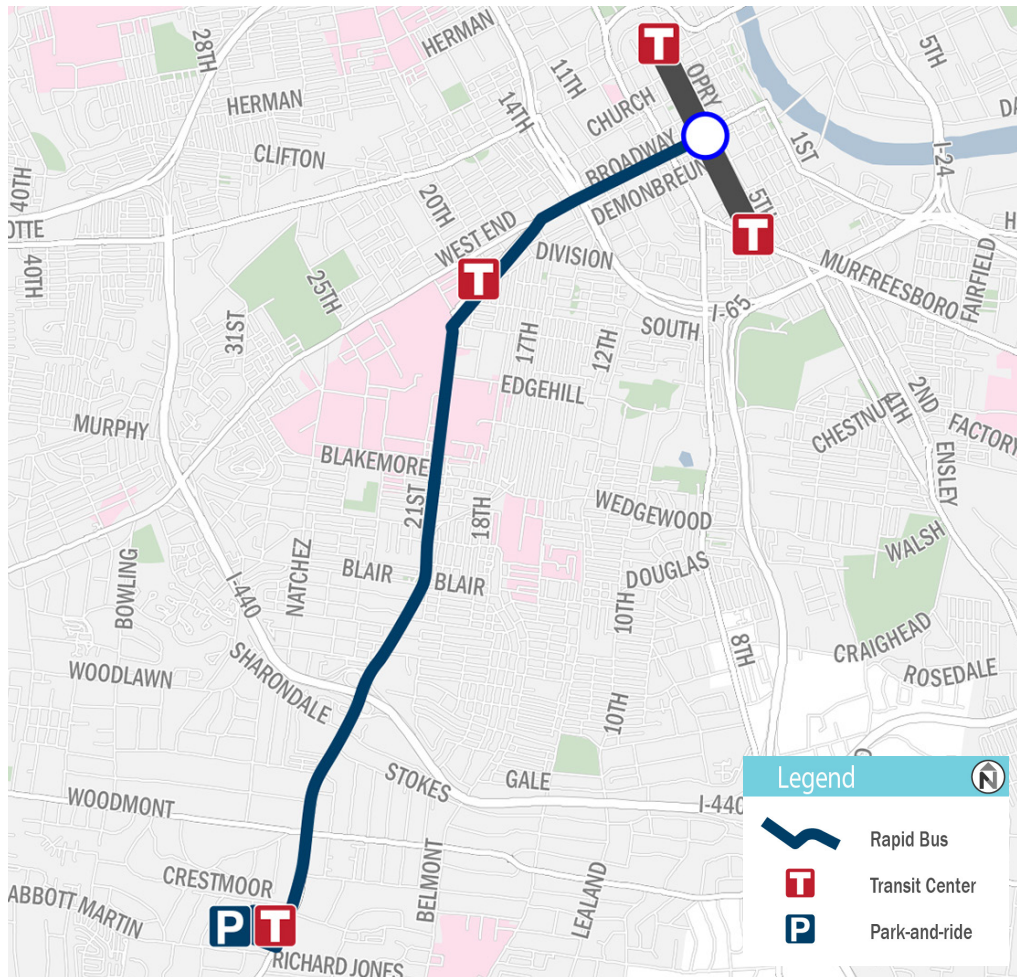 28TH
HERMAN
T
5TH
OPRY
11TH
HERMAN
14TH
CHURCH
DA
CLIFTON
BROADWAY
1ST
I-24
40TH
20TH
DEMONBREUN
5TH
OTTE
WEST END
T
H
40TH
DIVISION
T
MURFREESBORO
FAIRFIELD
25TH
I-65
31ST
17TH
12TH
SOUTH
EDGEHILL
2ND
4TH
CHESTNUT
FACTORY
MURPHY
BLAKEMORE
ENSLEY
21ST
18TH
WEDGEWOOD
WALSH
BOWLING
NATCHEZ
BLAIR
BLAIR
DOUGLAS
I-440
10TH
CRAIGHEAD
8TH
SHARONDALE
WOODLAWN
ROSEDALE
10TH
D
STOKES
GALE
WOODMONT
I-440
CRESTMOOR
BELMONT
LEALAND
ABBOTT MARTIN
P T
RICHARD JONES
Legend N
Rapid Bus
T Transit Center
P Park-and-ride